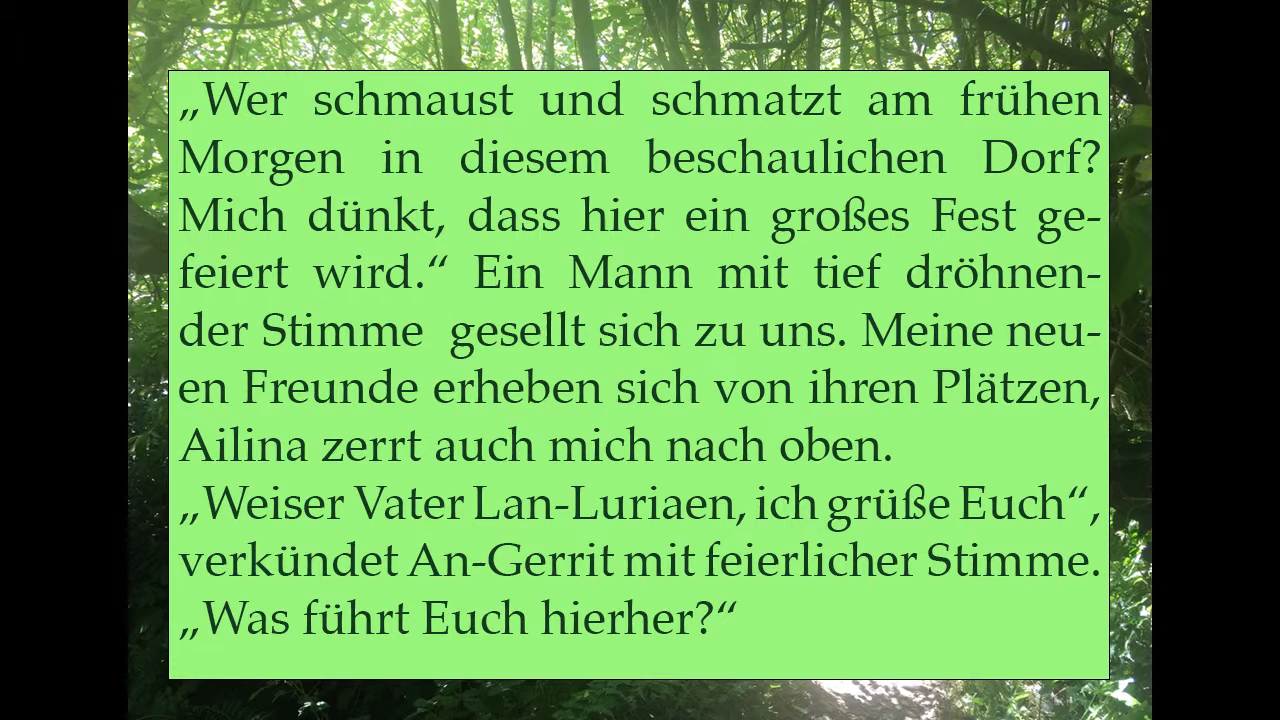 „Wer schmaust und schmatzt am frühen
Morgen in diesem beschaulichen Dorf?
Mich dünkt, dass hier ein großes Fest ge-
feiert wird.“ Ein Mann mit tief dröhnen-
der Stimme  gesellt sich zu uns. Meine neu-
en Freunde erheben sich von ihren Plätzen,
Ailina zerrt auch mich nach oben.
„Weiser Vater Lan-Luriaen, ich grüße Euch“,
verkündet An-Gerrit mit feierlicher Stimme.
„Was führt Euch hierher?“